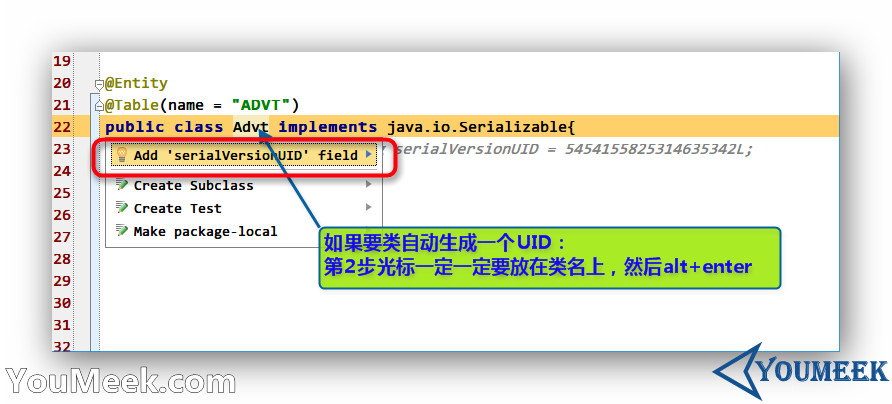 19
20 @Entity
21 @Table(name = "ADVT")
22 public class Advt implements java.io.Serializable{
23 serialVersionUID = 5454155825314635342L;
Add 'serialVersionUID' field
24
25 Create Subclass
26 Create Test
27 Make package-local
如果要类自动生成一个UID：
28
第2步光标一定一定要放在类名上，然后alt+enter
29
30
31
32
YouMeek.com
YOUMEEK